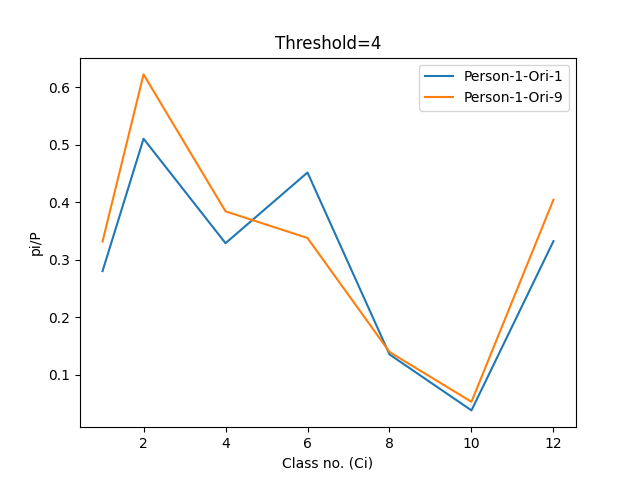 Threshold=4
Person-1-Ori-1
Person-1-Ori-9
pi/P
0.6
0.5
0.4
0.3
0.2
0.1
2 4 6 8 10 12
Class no. (Ci)